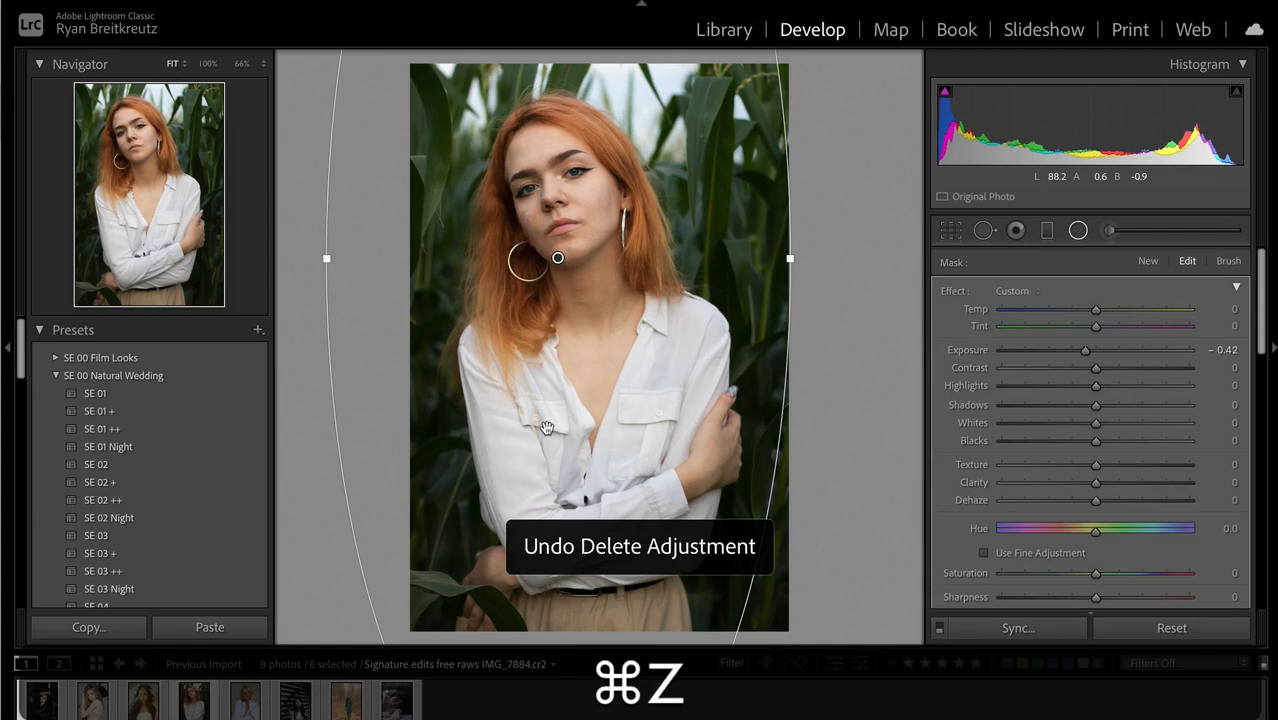 LrC
Adobe Lightroom Classic
Ryan Breitkreutz
Library | Develop | Map | Book | Slideshow | Print | Web |
Navigator FIT 100% 66%
Histogram
L 88.2 A 0.6 B -0.9
Original Photo
Mask : New Edit Brush
Effect : Custom
Temp 0
Tint 0
Exposure – 0.42
Contrast 0
Highlights 0
Shadows 0
Whites 0
Blacks 0
Texture 0
Clarity 0
Dehaze 0
Hue 0.0
Use Fine Adjustment
Saturation 0
Sharpness 0
Presets +
SE 00 Film Looks
SE 00 Natural Wedding
SE 01
SE 01 +
SE 01 ++
SE 01 Night
SE 02
SE 02 +
SE 02 ++
SE 02 Night
SE 03
SE 03 +
SE 03 ++
SE 03 Night
SE 04
Undo Delete Adjustment
Copy... Paste
Sync... Reset
1 2 Previous Import 8 photos / 8 selected / Signature edits free raws IMG_7884.cr2
Filter : Filters Off
⌘Z